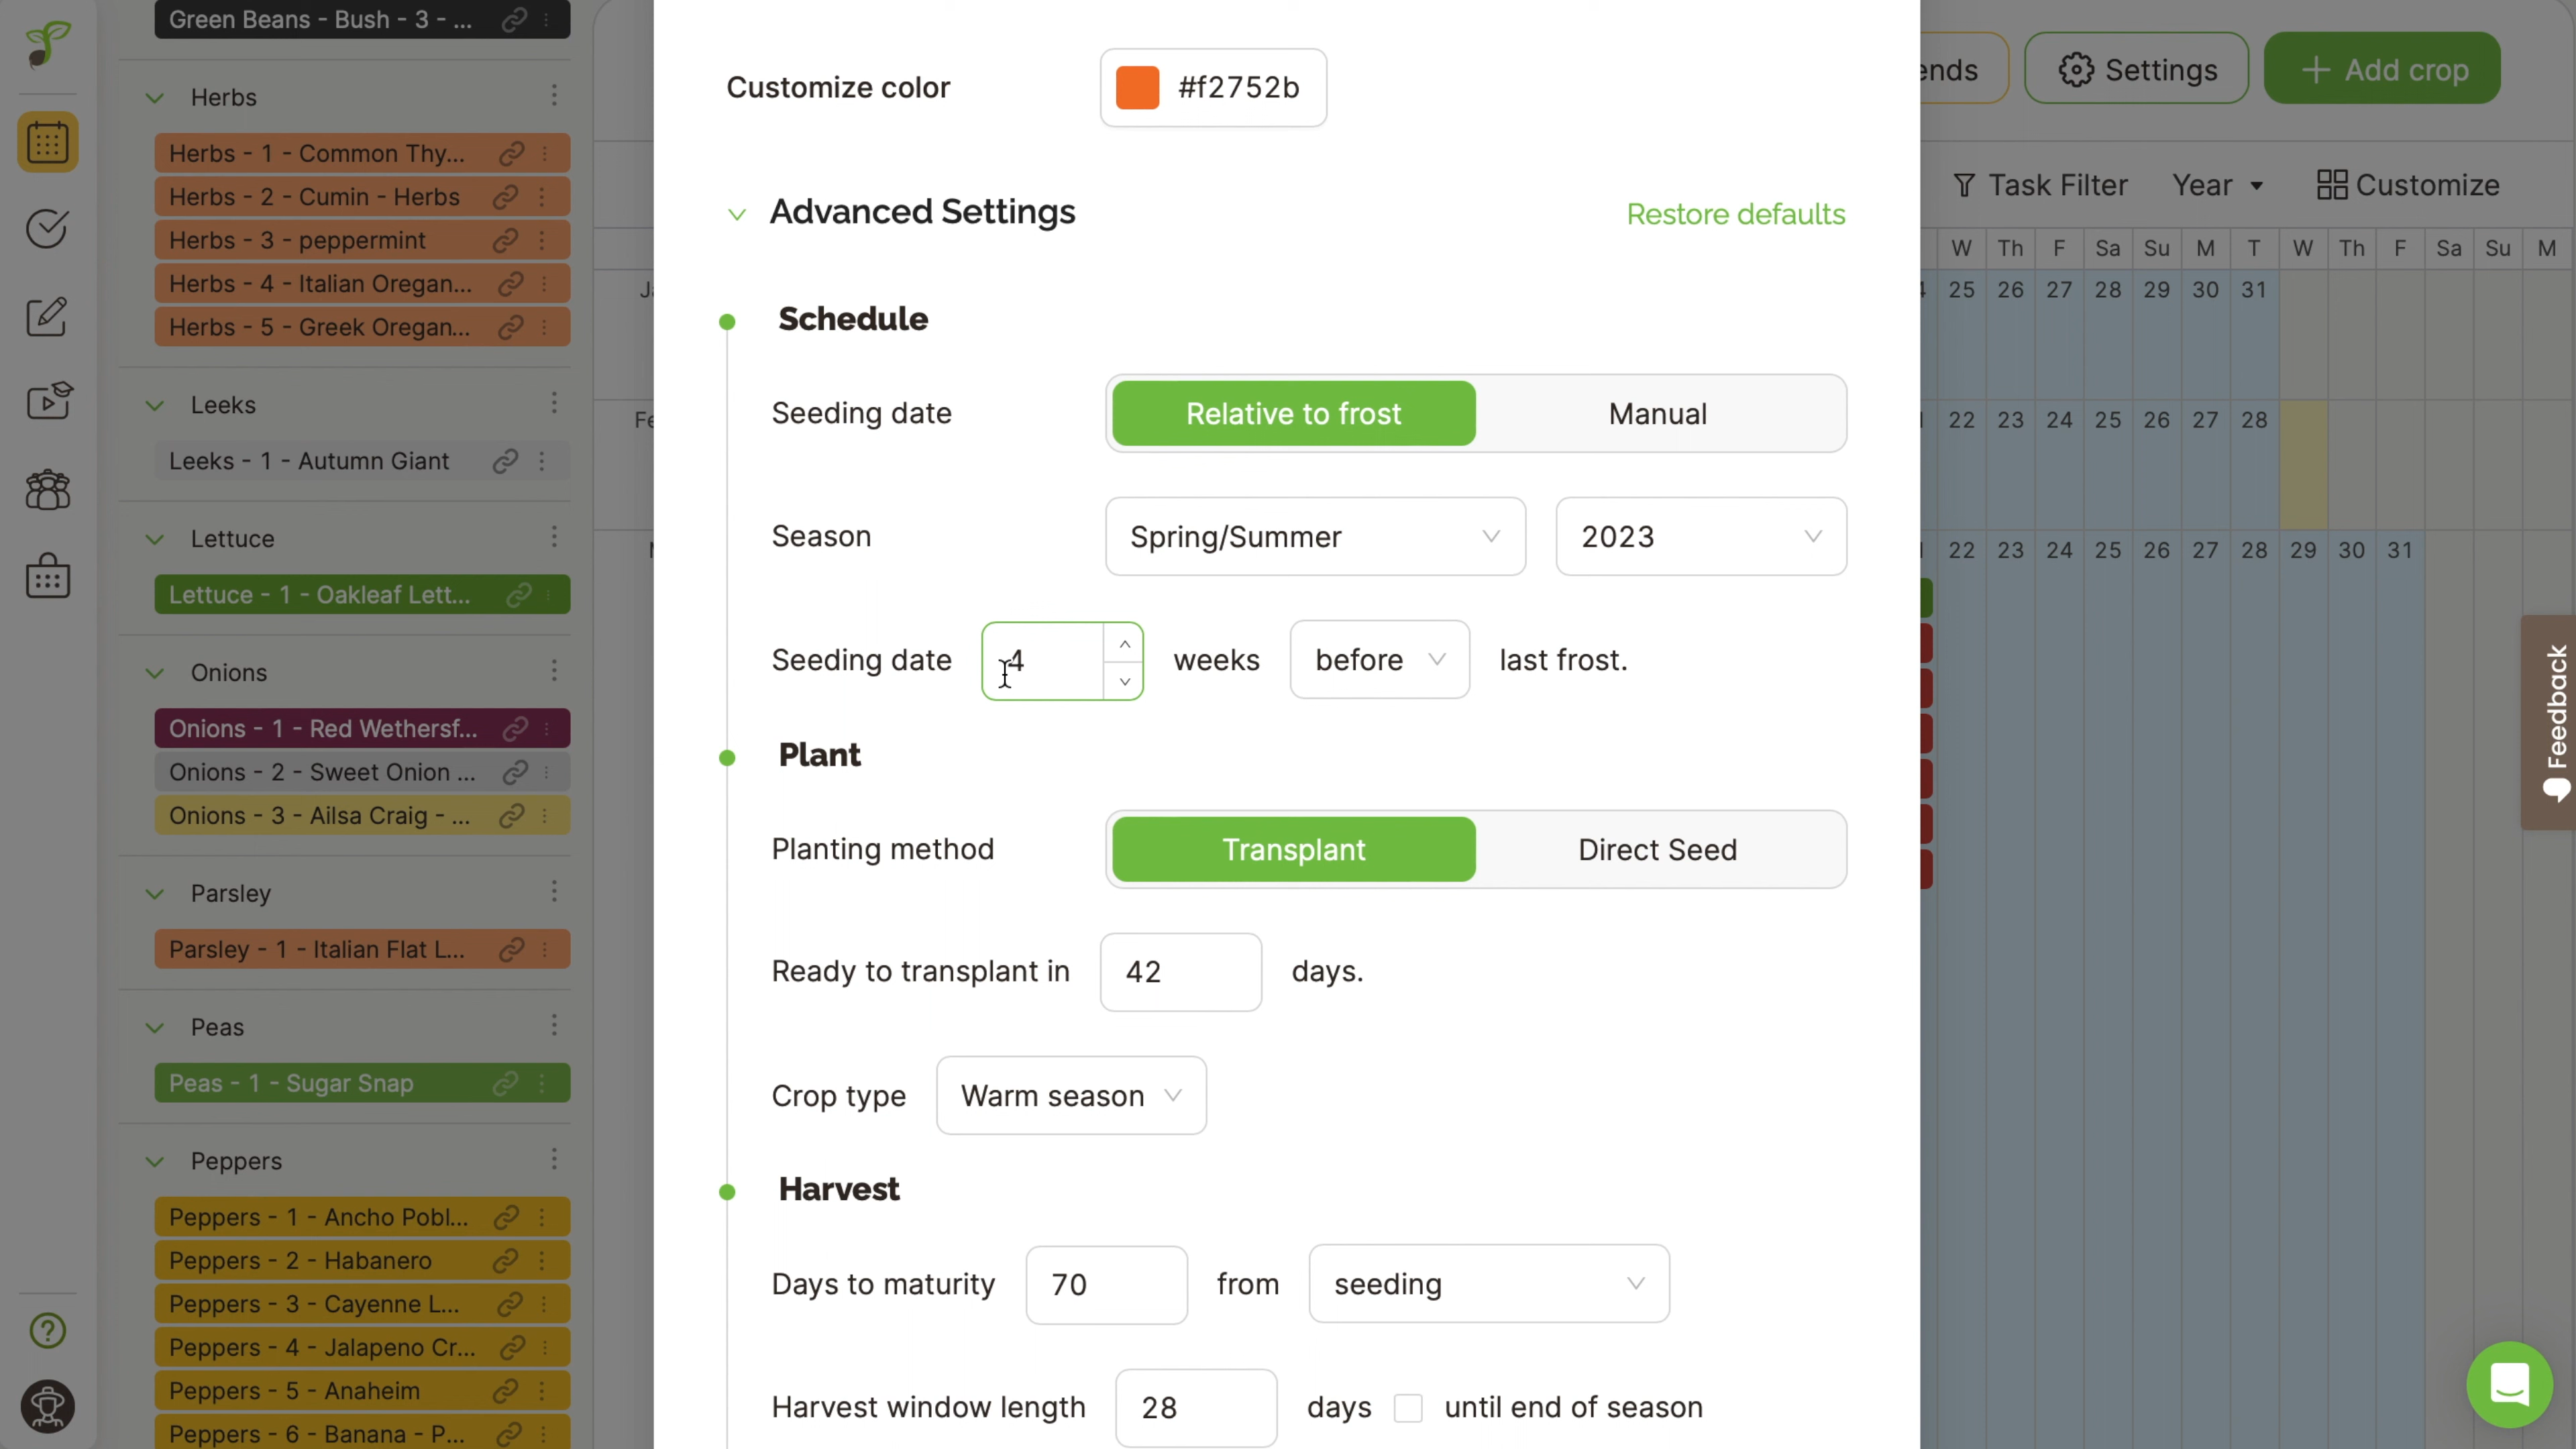 Green Beans - Bush - 3 - ...
Herbs
Herbs - 1 - Common Thy...
Herbs - 2 - Cumin - Herbs
Herbs - 3 - peppermint
Herbs - 4 - Italian Oregan...
Herbs - 5 - Greek Oregan...
Leeks
Leeks - 1 - Autumn Giant
Lettuce
Lettuce - 1 - Oakleaf Lett...
Onions
Onions - 1 - Red Wethersf...
Onions - 2 - Sweet Onion ...
Onions - 3 - Ailsa Craig - ...
Parsley
Parsley - 1 - Italian Flat L...
Peas
Peas - 1 - Sugar Snap
Peppers
Peppers - 1 - Ancho Pobl...
Peppers - 2 - Habanero
Peppers - 3 - Cayenne L...
Peppers - 4 - Jalapeno Cr...
Peppers - 5 - Anaheim
Peppers - 6 - Banana - P...
Customize color #f2752b
Advanced Settings Restore defaults
Schedule
Seeding date Relative to frost Manual
Season Spring/Summer 2023
Seeding date 4 weeks before last frost.
Plant
Planting method Transplant Direct Seed
Ready to transplant in 42 days.
Crop type Warm season
Harvest
Days to maturity 70 from seeding
Harvest window length 28 days until end of season
ends Settings + Add crop
Task Filter Year Customize
W Th F Sa Su M T W Th F Sa Su M
25 26 27 28 29 30 31
22 23 24 25 26 27 28
22 23 24 25 26 27 28 29 30 31
Feedback